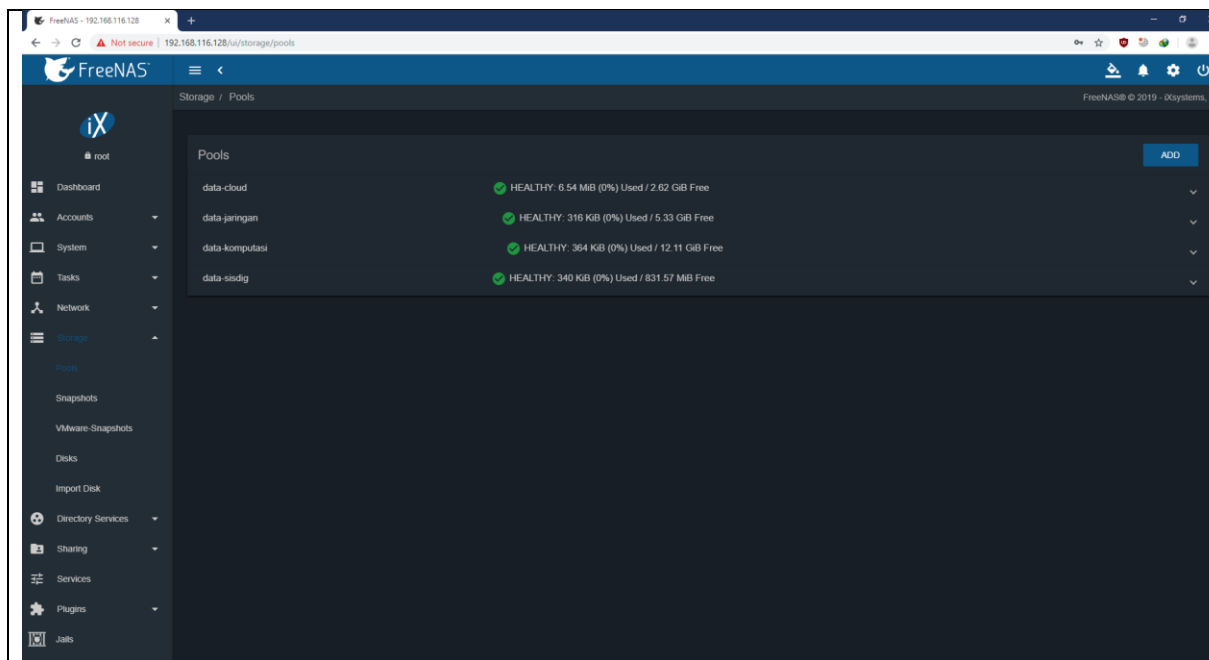 FreeNAS - 192.168.116.128
Not secure | 192.168.116.128/ui/storage/pools
FreeNAS
Storage / Pools
FreeNAS® © 2019 - iXsystems,
iX
root
Pools
ADD
Dashboard
data-cloud HEALTHY: 6.54 MiB (0%) Used / 2.62 GiB Free
Accounts
data-jaringan HEALTHY: 316 KiB (0%) Used / 5.33 GiB Free
System
data-komputasi HEALTHY: 364 KiB (0%) Used / 12.11 GiB Free
Tasks
data-sisdig HEALTHY: 340 KiB (0%) Used / 831.57 MiB Free
Network
Storage
Pools
Snapshots
VMware-Snapshots
Disks
Import Disk
Directory Services
Sharing
Services
Plugins
Jails